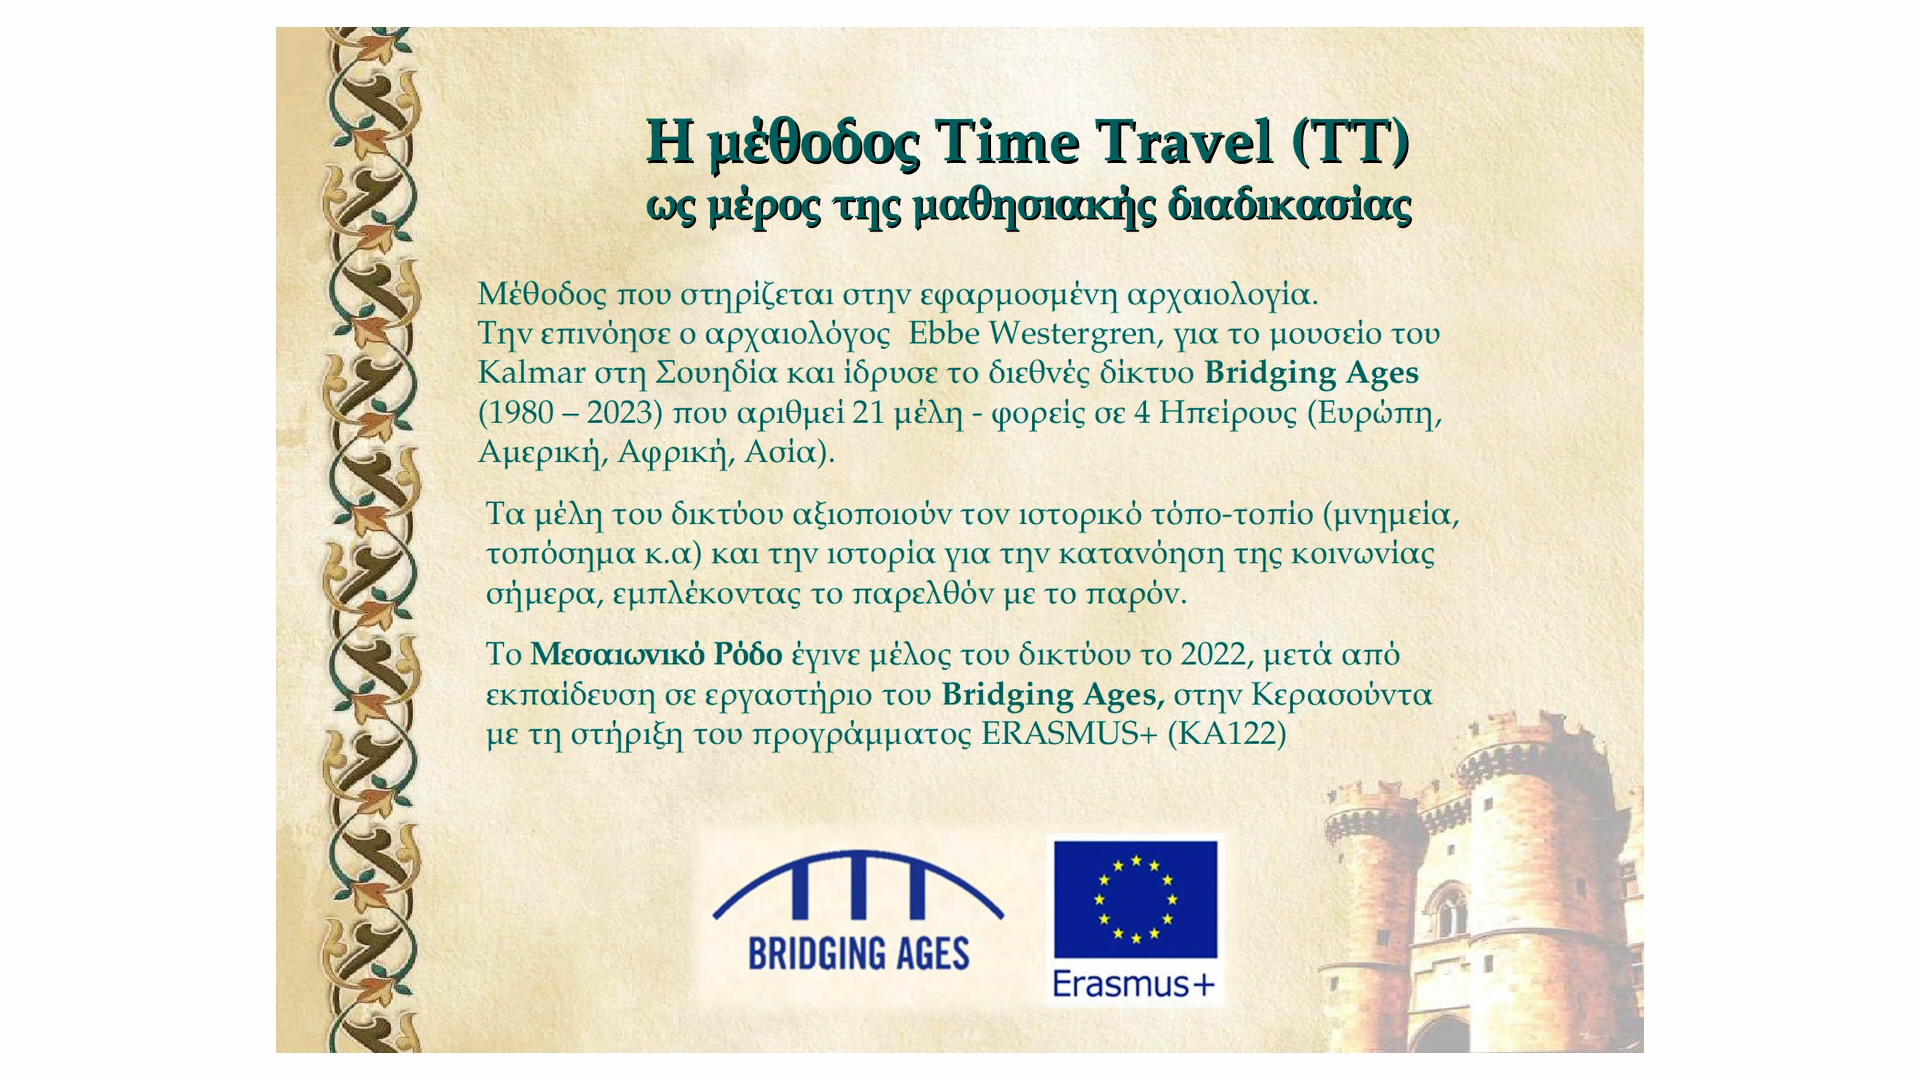 Η μέθοδος Time Travel (TT)
ως μέρος της μαθησιακής διαδικασίας
Μέθοδος που στηρίζεται στην εφαρμοσμένη αρχαιολογία.
Την επινόησε ο αρχαιολόγος Ebbe Westergren, για το μουσείο του
Kalmar στη Σουηδία και ίδρυσε το διεθνές δίκτυο Bridging Ages
(1980 – 2023) που αριθμεί 21 μέλη - φορείς σε 4 Ηπείρους (Ευρώπη,
Αμερική, Αφρική, Ασία).
Τα μέλη του δικτύου αξιοποιούν τον ιστορικό τόπο-τοπίο (μνημεία,
τοπόσημα κ.α) και την ιστορία για την κατανόηση της κοινωνίας
σήμερα, εμπλέκοντας το παρελθόν με το παρόν.
Το Μεσαιωνικό Ρόδο έγινε μέλος του δικτύου το 2022, μετά από
εκπαίδευση σε εργαστήριο του Bridging Ages, στην Κερασούντα
με τη στήριξη του προγράμματος ERASMUS+ (KA122)
BRIDGING AGES
Erasmus+